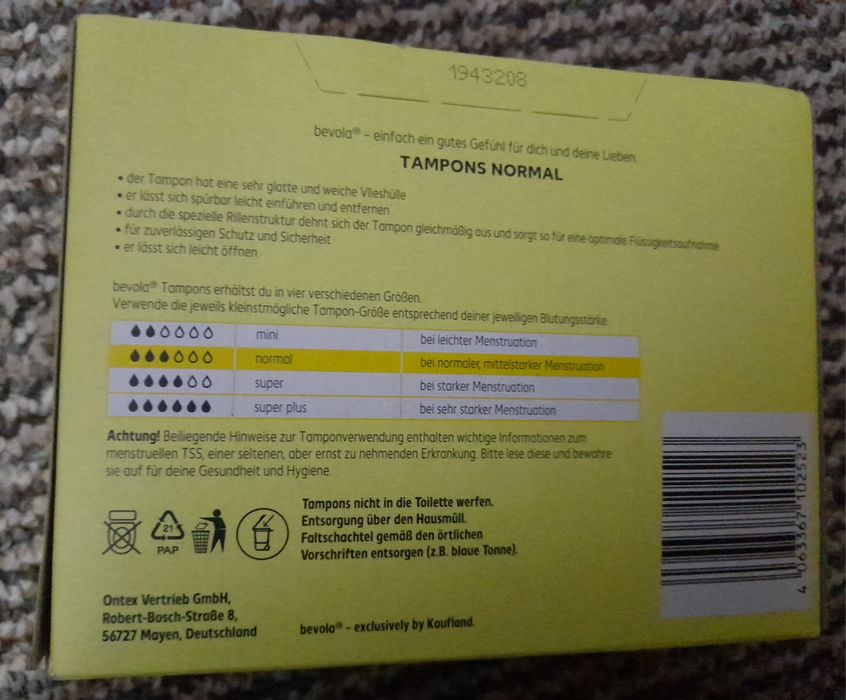 1943208
bevola® - einfach ein gutes Gefühl für dich und deine Lieben.
TAMPONS NORMAL
• der Tampon hat eine sehr glatte und weiche Vlieshülle
• er lässt sich spürbar leicht einführen und entfernen
• durch die spezielle Rillenstruktur dehnt sich der Tampon gleichmäßig aus und sorgt so für eine optimale Flüssigkeitsaufnahme
• für zuverlässigen Schutz und Sicherheit
• er lässt sich leicht öffnen
bevola® Tampons erhältst du in vier verschiedenen Größen.
Verwende die jeweils kleinstmögliche Tampon-Größe entsprechend deiner jeweiligen Blutungsstärke.
mini bei leichter Menstruation
normal bei normaler, mittelstarker Menstruation
super bei starker Menstruation
super plus bei sehr starker Menstruation
Achtung! Beiliegende Hinweise zur Tamponverwendung enthalten wichtige Informationen zum
menstruellen TSS, einer seltenen, aber ernst zu nehmenden Erkrankung. Bitte lese diese und bewahre
sie auf für deine Gesundheit und Hygiene.
21
PAP
Tampons nicht in die Toilette werfen.
Entsorgung über den Hausmüll.
Faltschachtel gemäß den örtlichen
Vorschriften entsorgen (z.B. blaue Tonne).
Ontex Vertrieb GmbH,
Robert-Bosch-Straße 8,
56727 Mayen, Deutschland
bevola® - exclusively by Kaufland.
4 063367 102523